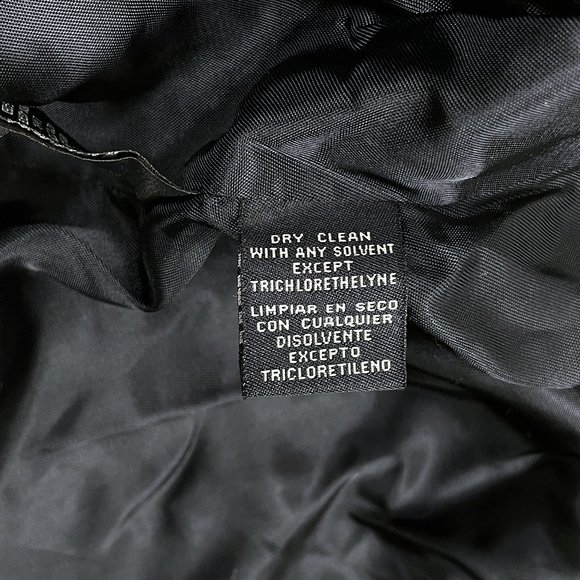 DRY CLEAN
WITH ANY SOLVENT
EXCEPT
TRICHLORETHELYNE
LIMPIAR EN SECO
CON CUALQUIER
DISOLVENTE
EXCEPTO
TRICLORETILENO